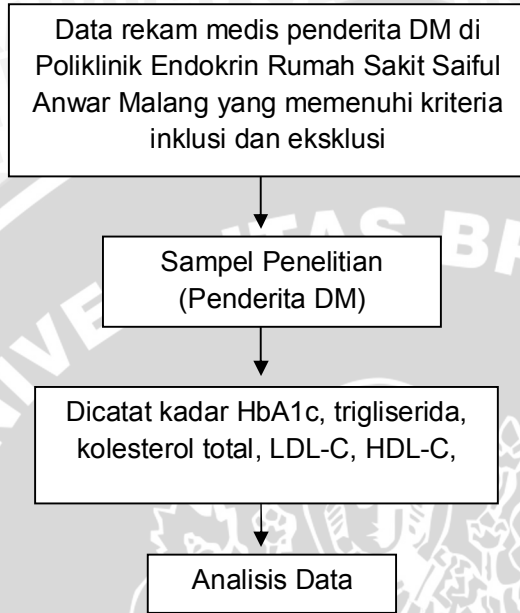 Data rekam medis penderita DM di
Poliklinik Endokrin Rumah Sakit Saiful
Anwar Malang yang memenuhi kriteria
inklusi dan eksklusi
Sampel Penelitian
(Penderita DM)
Dicatat kadar HbA1c, trigliserida,
kolesterol total, LDL-C, HDL-C,
Analisis Data